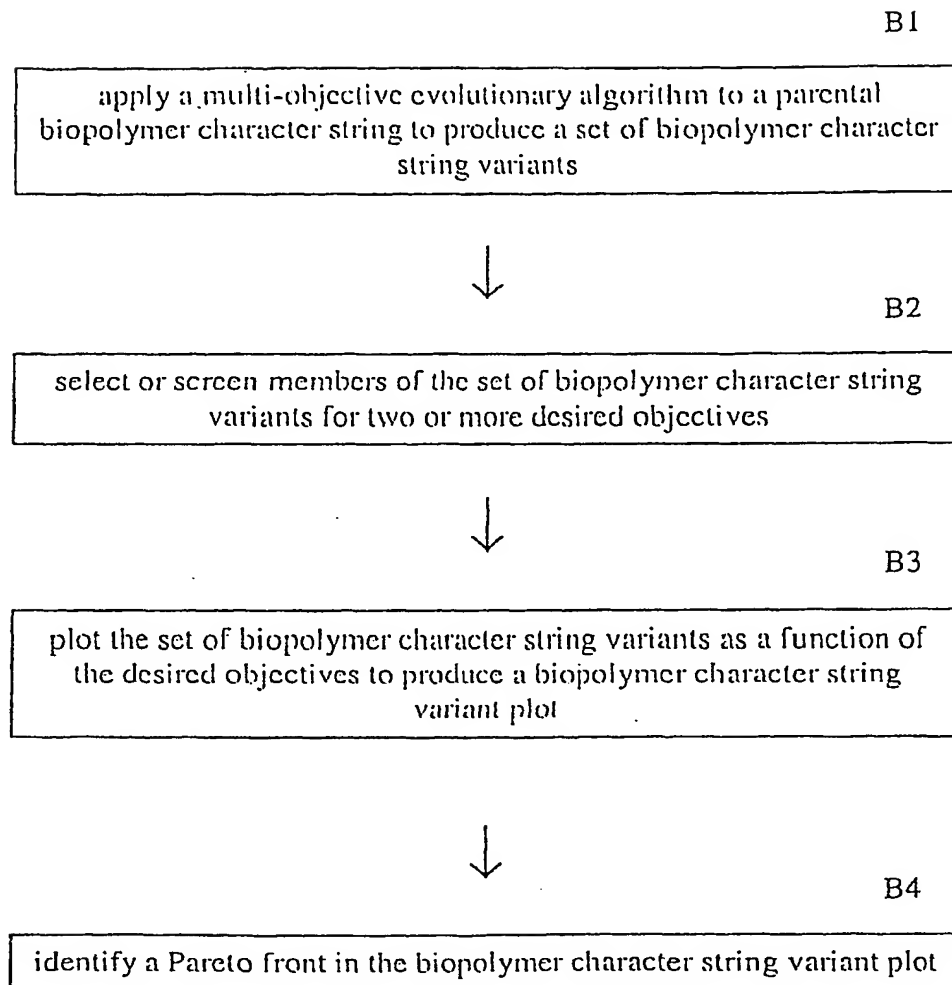 B1
apply a multi-objective evolutionary algorithm to a parental
biopolymer character string to produce a set of biopolymer character
string variants
B2
select or screen members of the set of biopolymer character string
variants for two or more desired objectives
B3
plot the set of biopolymer character string variants as a function of
the desired objectives to produce a biopolymer character string
variant plot
B4
identify a Pareto front in the biopolymer character string variant plot